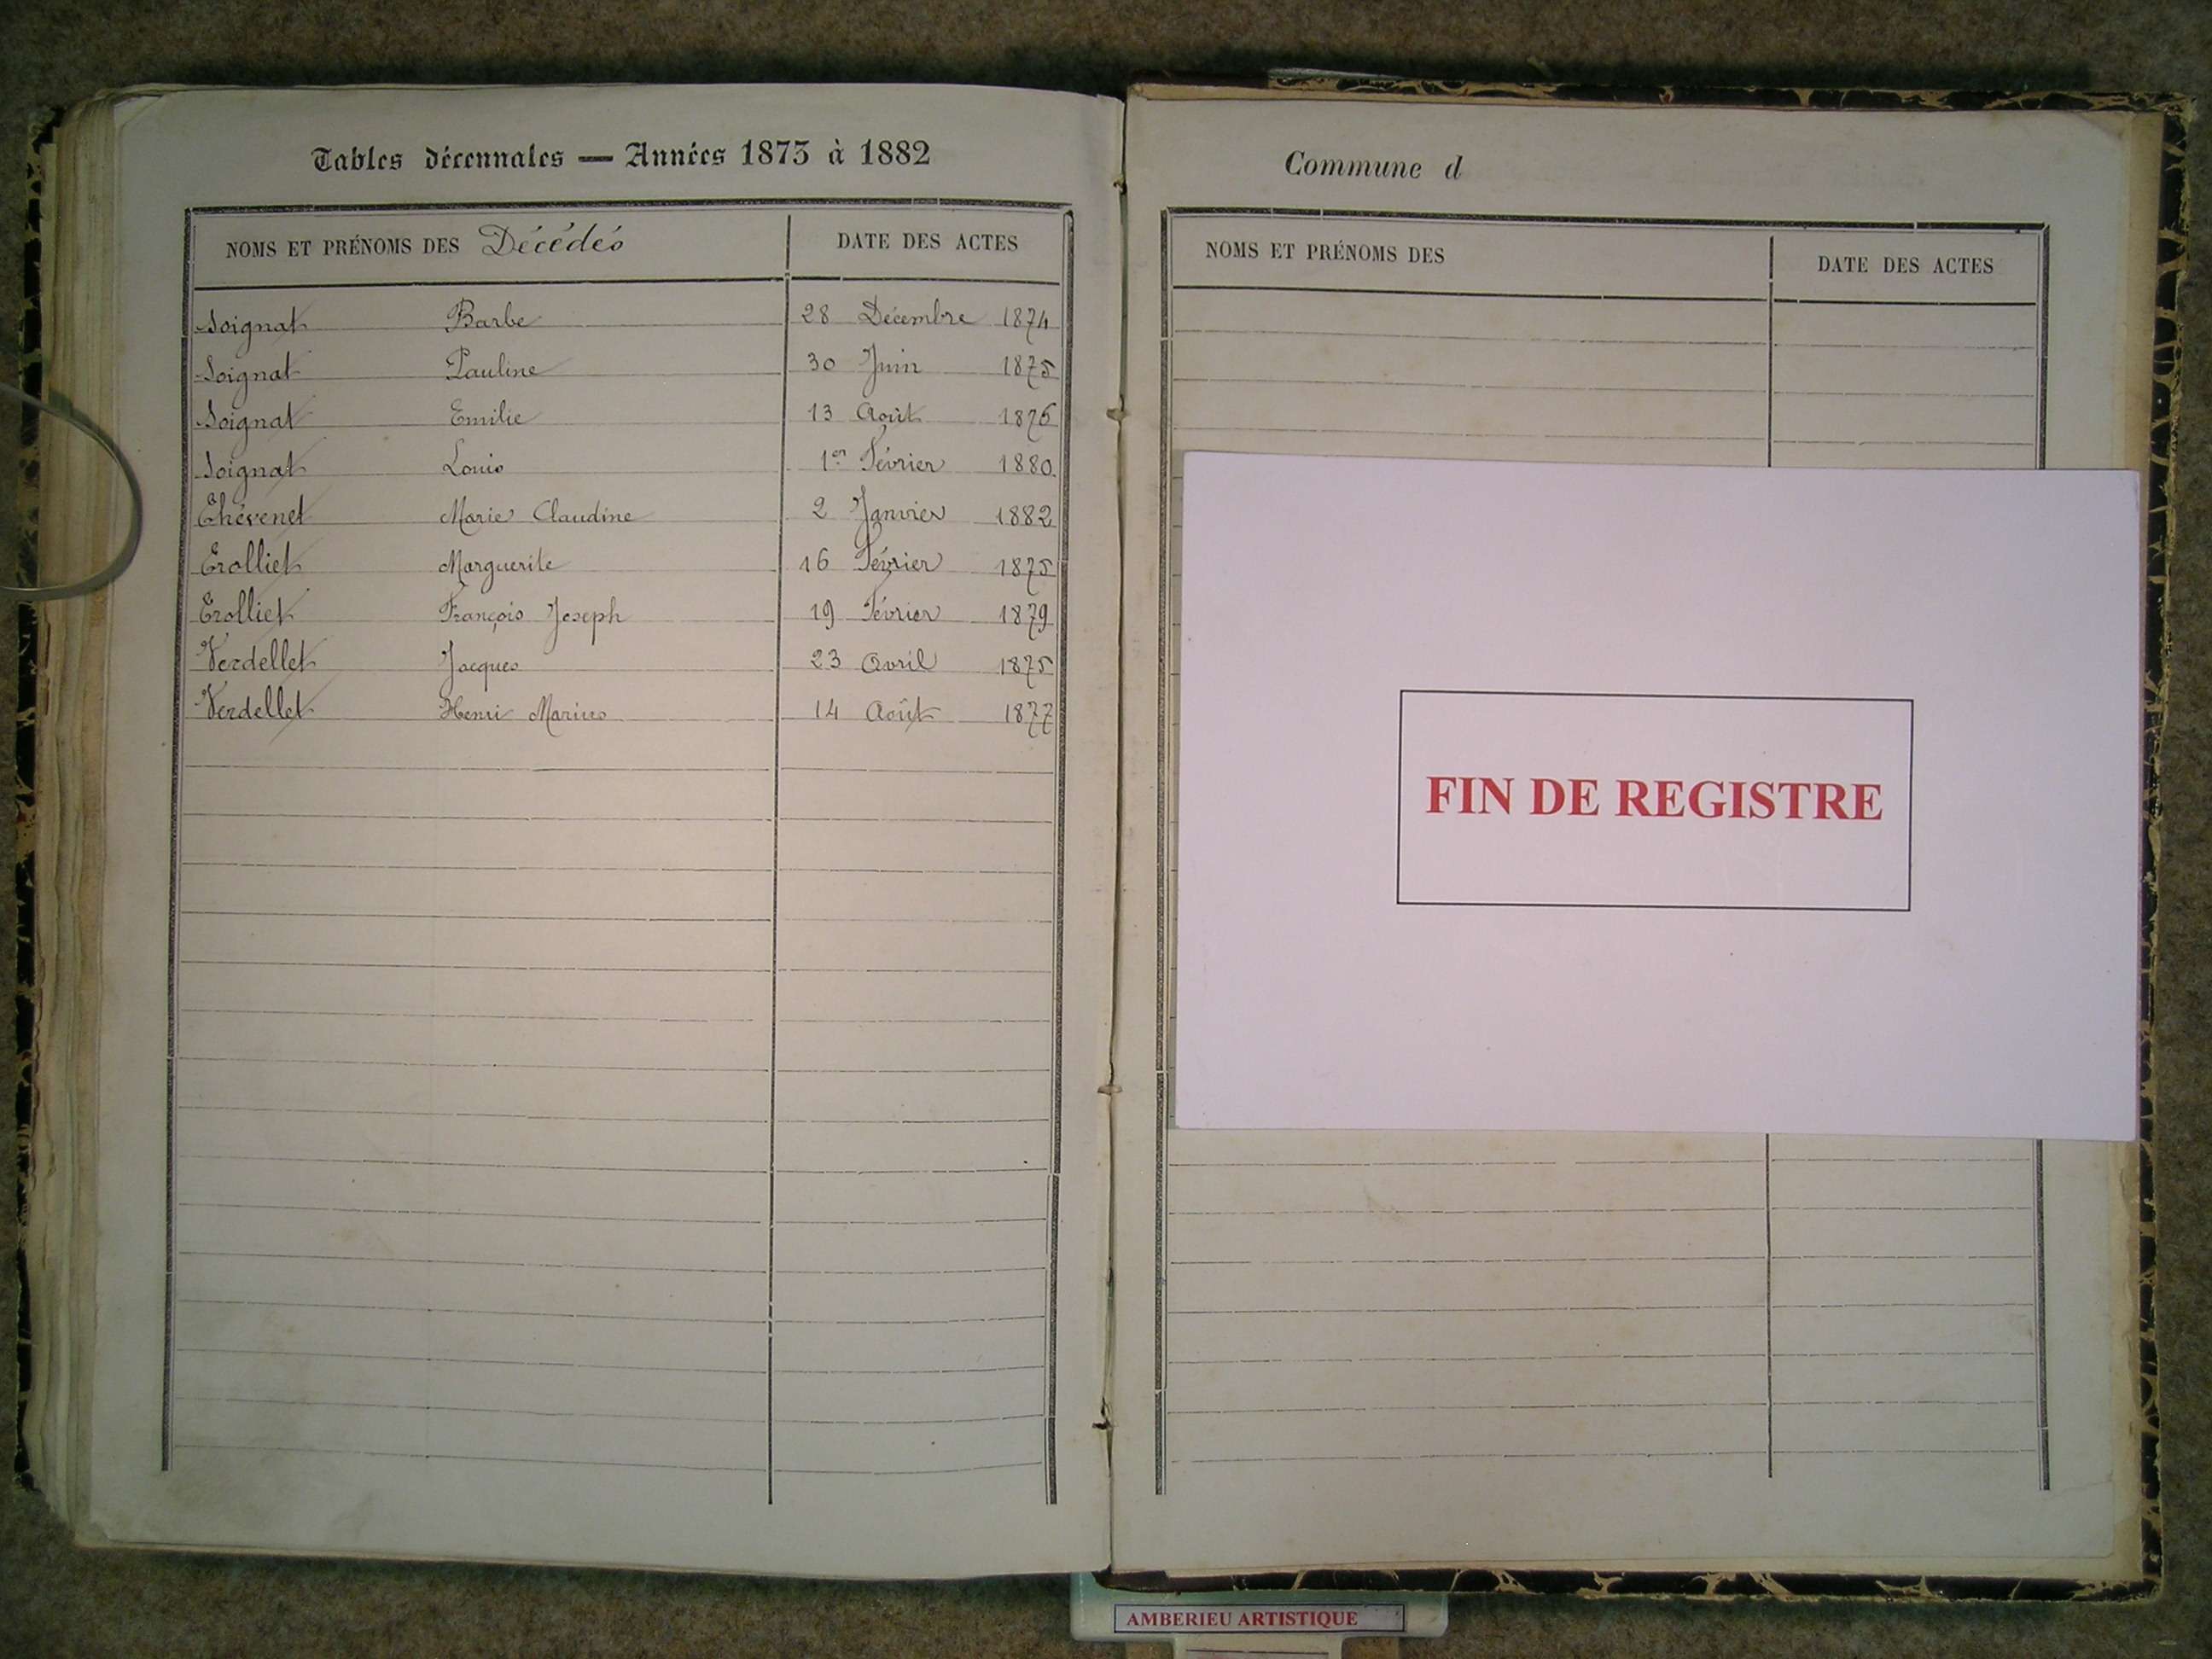 Tables décennales — Années 1873 à 1882
NOMS ET PRÉNOMS DES Décédés DATE DES ACTES
Soignat Barbe 28 Décembre 1874
Soignat Pauline 30 Juin 1875
Soignat Emilie 13 Août 1876
Soignat Louis 1er Février 1880
Thévenet Marie Claudine 2 Janvier 1882
Trolliet Marguerite 16 Février 1875
Trolliet François Joseph 19 Février 1879
Verdellet Jacques 23 Avril 1875
Verdellet Henri Marius 14 Août 1877
Commune d
NOMS ET PRÉNOMS DES DATE DES ACTES
FIN DE REGISTRE
AMBERIEU ARTISTIQUE